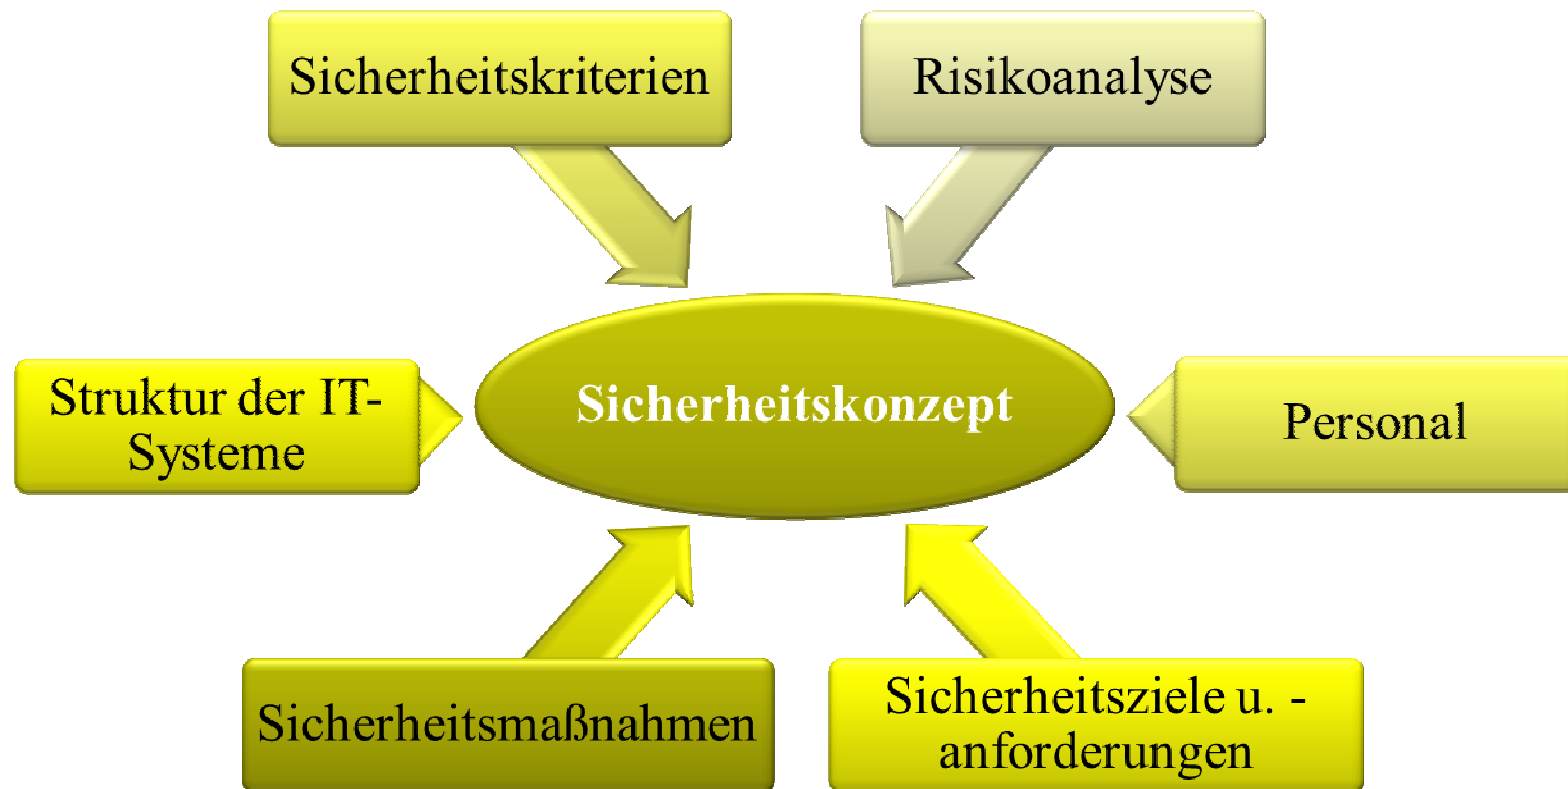 Sicherheitskriterien
Risikoanalyse
Struktur der IT-
Systeme
Sicherheitskonzept
Personal
Sicherheitsmaßnahmen
Sicherheitsziele u. -
anforderungen